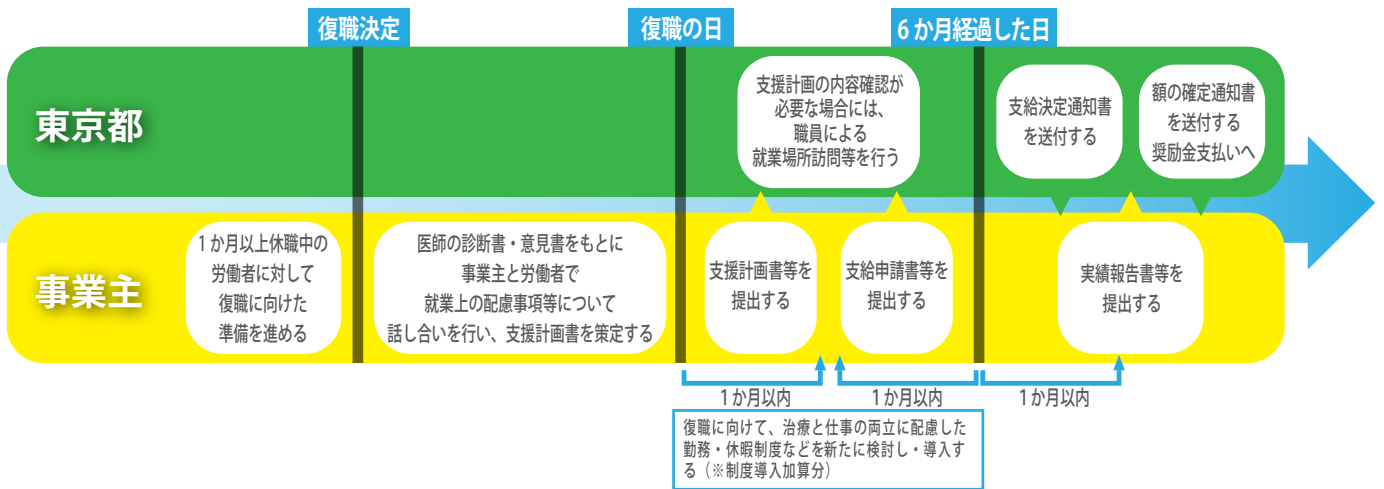 復職決定
復職の日
6か月経過した日
東京都
支援計画の内容確認が
必要な場合には、
職員による
就業場所訪問等を行う
支給決定通知書
を送付する
額の確定通知書
を送付する
奨励金支払いへ
事業主
1か月以上休職中の
労働者に対して
復職に向けた
準備を進める
医師の診断書・意見書をもとに
事業主と労働者で
就業上の配慮事項等について
話し合いを行い、支援計画書を策定する
支援計画書等を
提出する
支給申請書等を
提出する
実績報告書等を
提出する
1か月以内
1か月以内
1か月以内
復職に向けて、治療と仕事の両立に配慮した
勤務・休暇制度などを新たに検討し・導入す
る（※制度導入加算分）